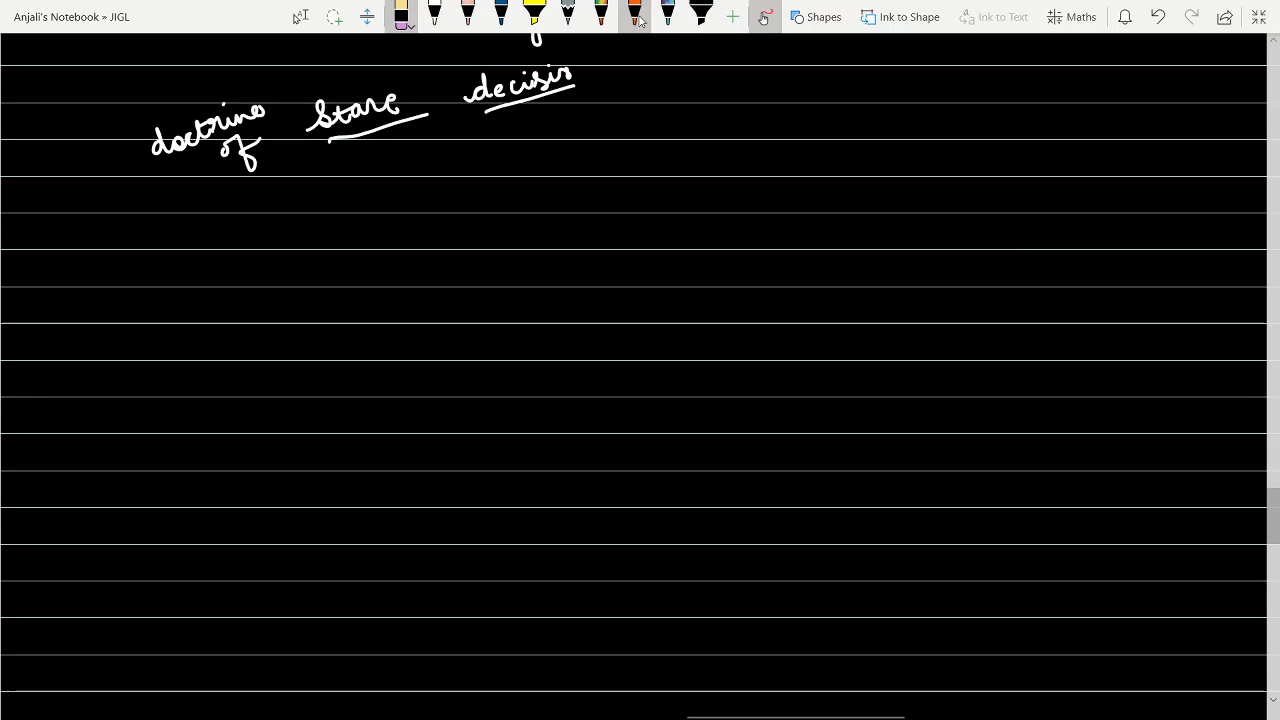 Anjali's Notebook » JIGL
Shapes
Ink to Shape
Ink to Text
Maths
doctrine of Stare decisis